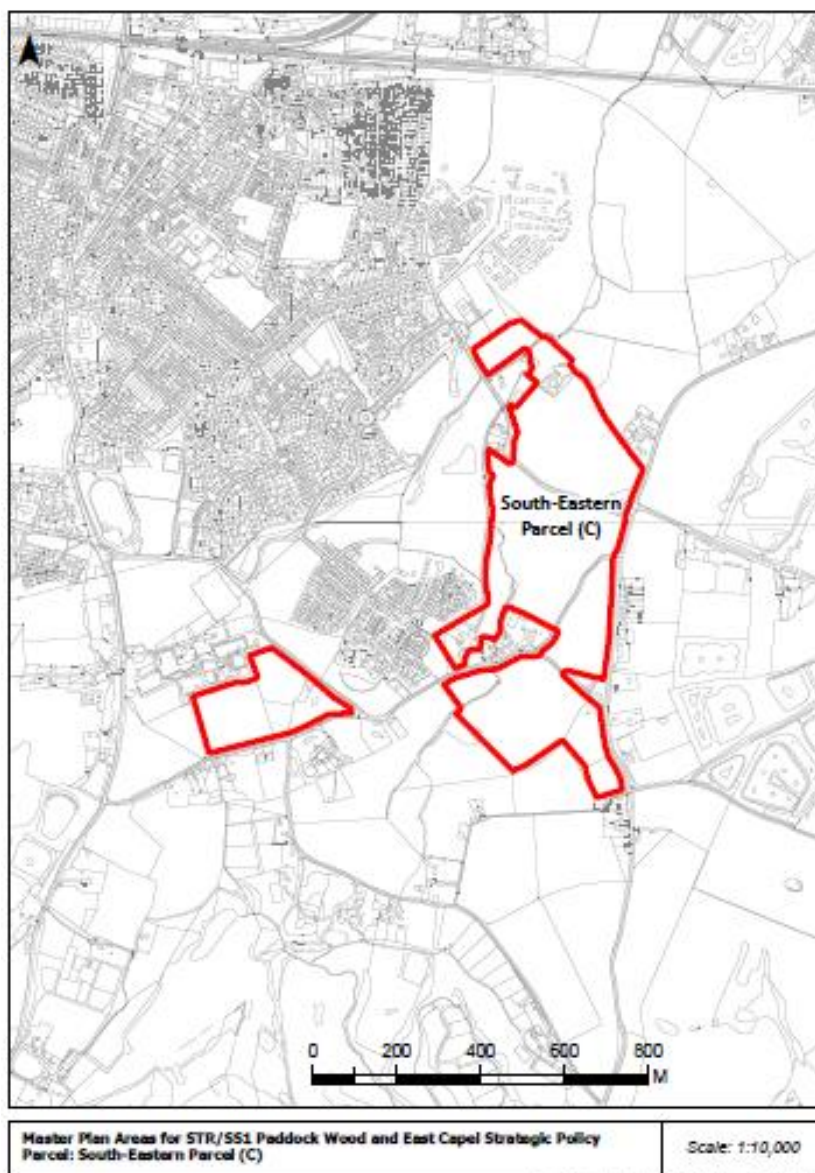 South-Eastern
Parcel (C)
0 200 400 600 800
M
Master Plan Areas for STR/SS1 Paddock Wood and East Capel Strategic Policy
Parcel: South-Eastern Parcel (C)
Scale: 1:10,000